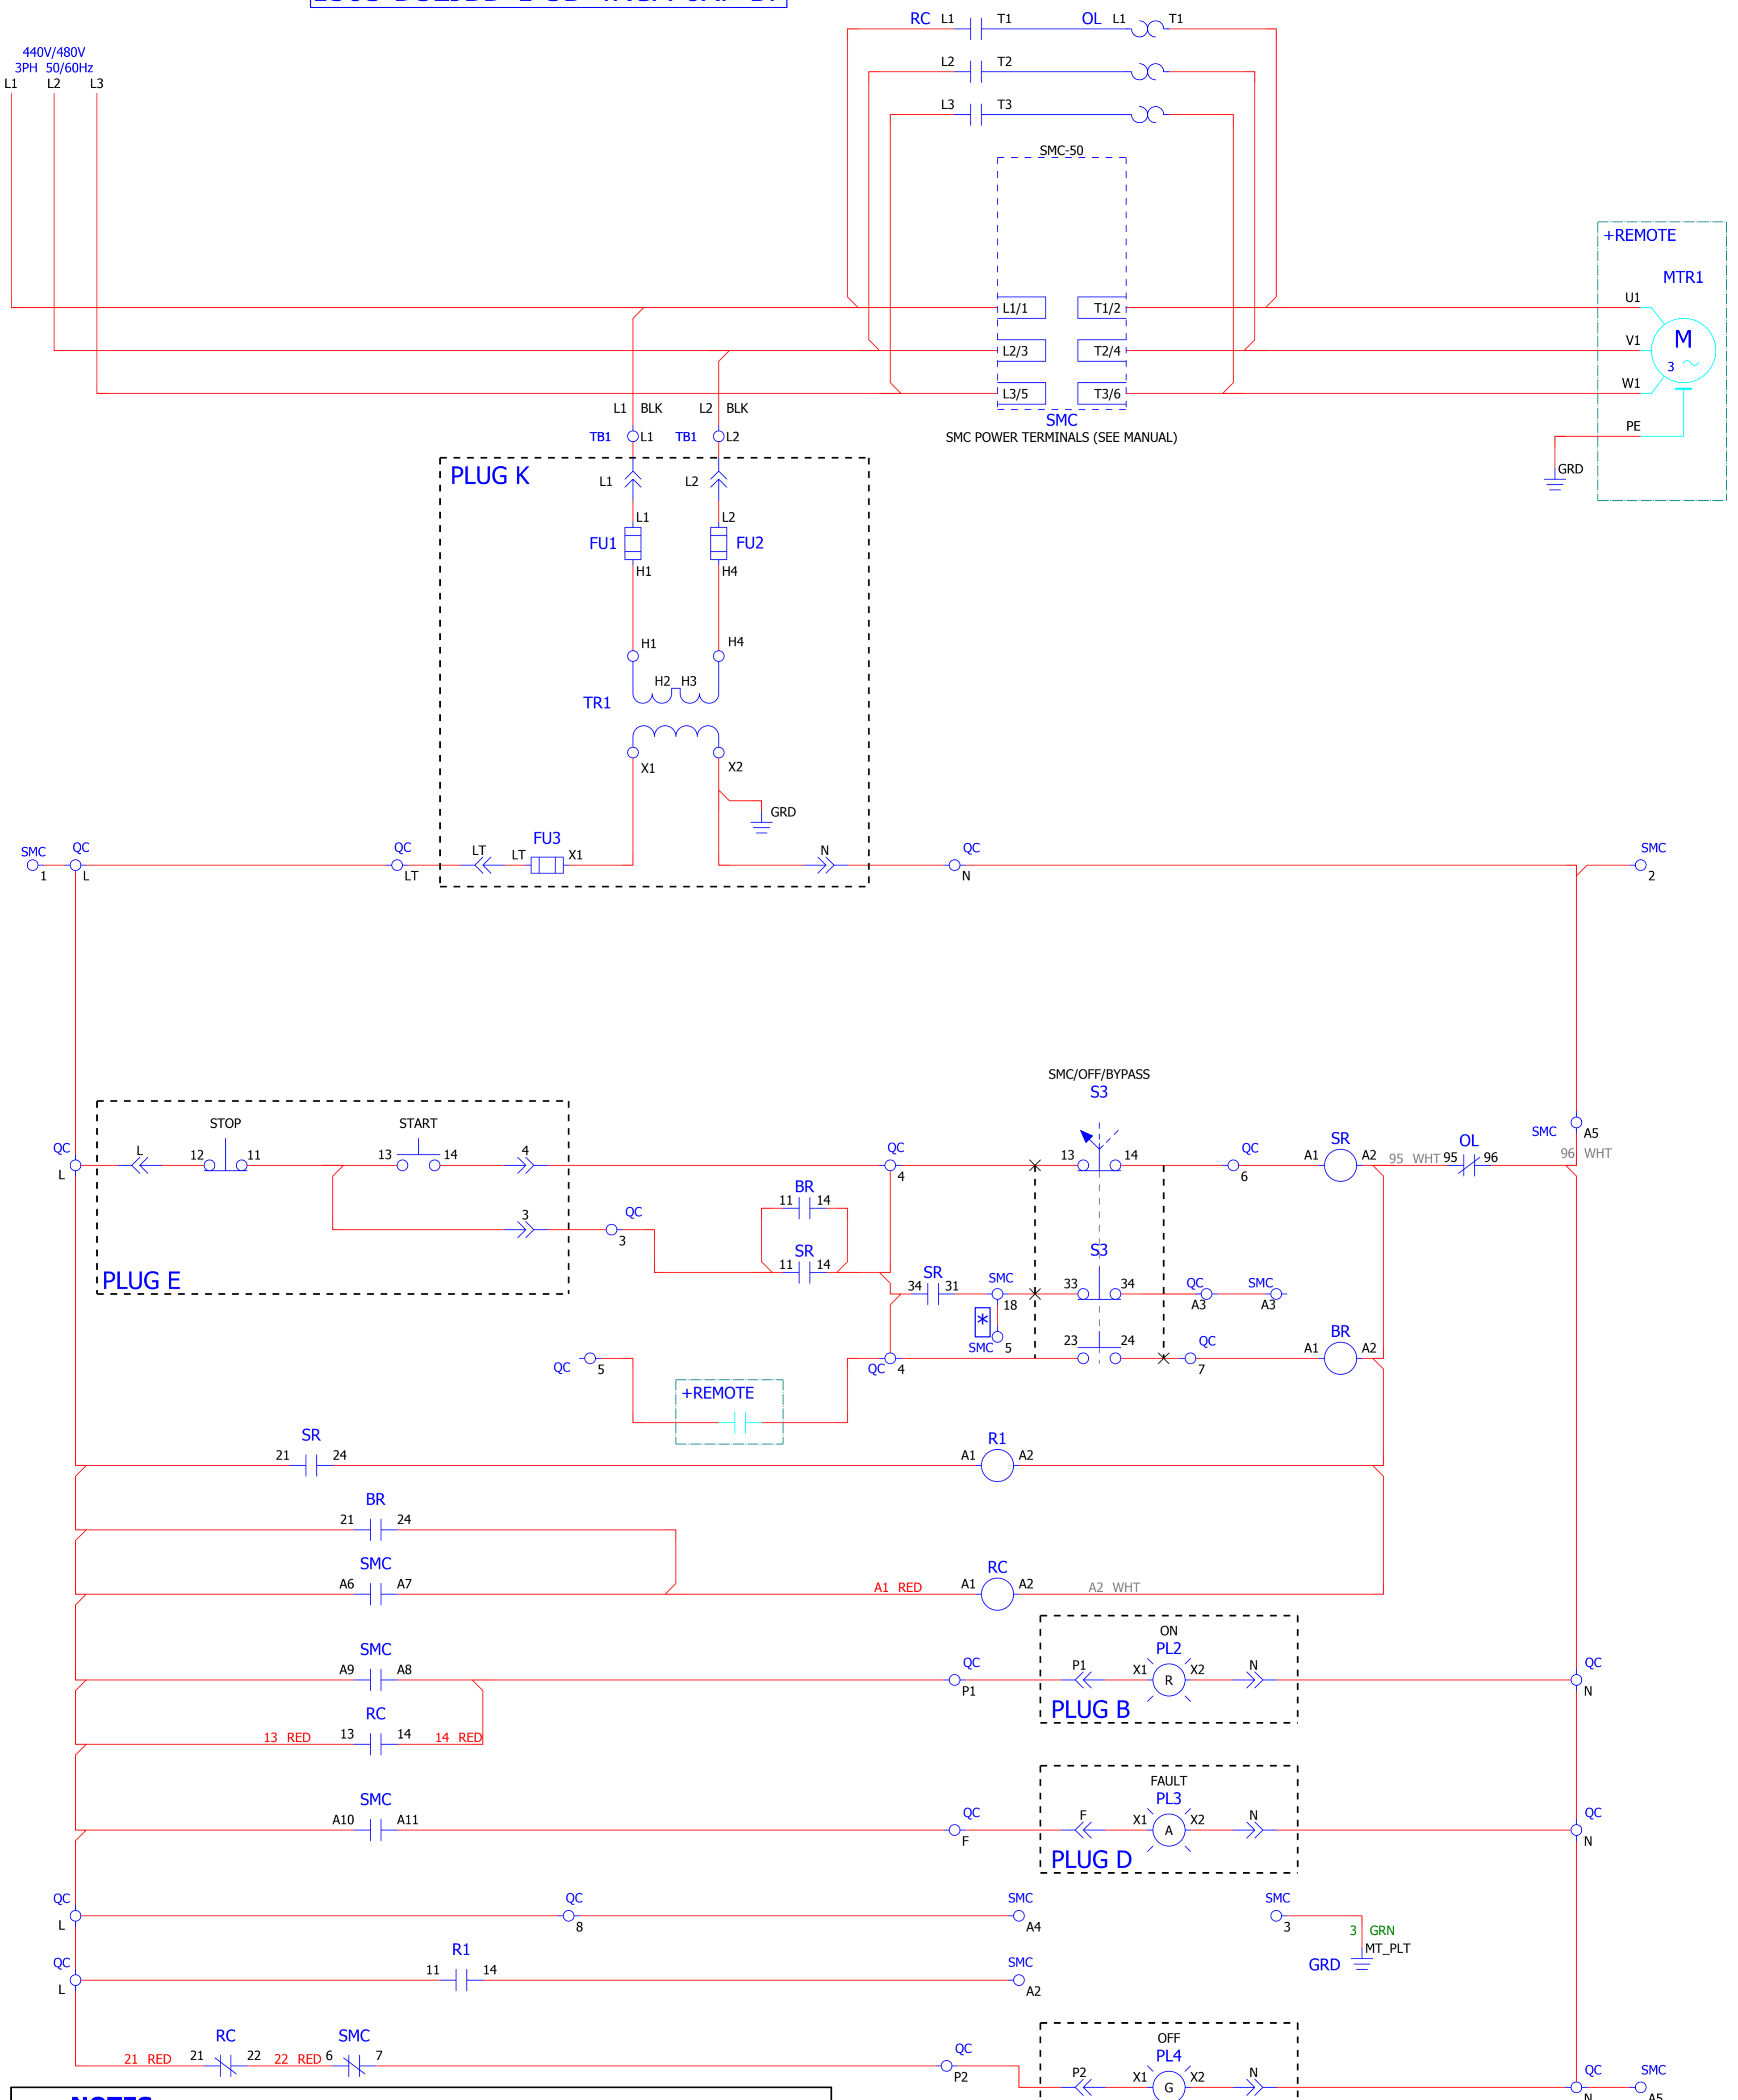 RC L1 T1 OL L1 T1
440V/480V
3PH 50/60Hz
L1 L2 L3
L2 T2
L3 T3
SMC-50
+REMOTE
MTR1
L1/1 T1/2 U1
M
3
L2/3 T2/4 V1
L3/5 T3/6 W1
L1 BLK L2 BLK
SMC
PE
TB1 L1 TB1 L2
SMC POWER TERMINALS (SEE MANUAL)
GRD
PLUG K
L1 L2
L1 L2
FU1 FU2
H1 H4
H1 H4
H2 H3
TR1
X1 X2
GRD
FU3
SMC QC QC LT LT X1 N QC SMC
1 L LT N 2
SMC/OFF/BYPASS
S3
STOP START
QC L 12 11 13 14 4 QC 13 14 SR OL SMC A5
L 4 QC 6 A1 A2 95 WHT 95 96 96 WHT
BR
11 14
3 QC
3
SR
11 14
S3
PLUG E
SR
34 31 SMC 33 34 QC SMC
18 A3 A3
*
SMC 5 23 24 QC BR
QC 5 QC 4 7 A1 A2
+REMOTE
SR R1
21 24 A1 A2
BR
21 24
SMC RC
A6 A7 A1 RED A1 A2 A2 WHT
ON
SMC PL2
A9 A8 QC P1 X1 R X2 N QC
P1 N
PLUG B
RC
13 RED 13 14 14 RED
FAULT
SMC PL3
A10 A11 QC F X1 A X2 N QC
F N
PLUG D
QC QC SMC SMC
L 8 A4 3
3 GRN
MT_PLT
GRD
QC R1 SMC
L 11 14 A2
OFF
RC SMC PL4
21 RED 21 22 22 RED 6 7 QC
P2 P2 X1 G X2 N QC SMC
N A5